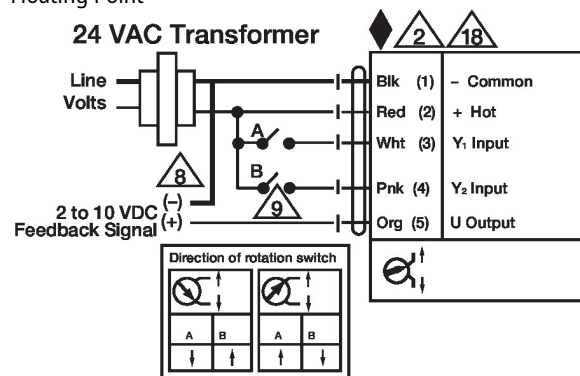 Floating Point
24 VAC Transformer
2
18
Line
Volts
Blk (1) – Common
Red (2) + Hot
A
Wht (3) Y₁ Input
B
Pnk (4) Y₂ Input
8
9
2 to 10 VDC (–)
Feedback Signal (+)
Org (5) U Output
Direction of rotation switch
A B A B